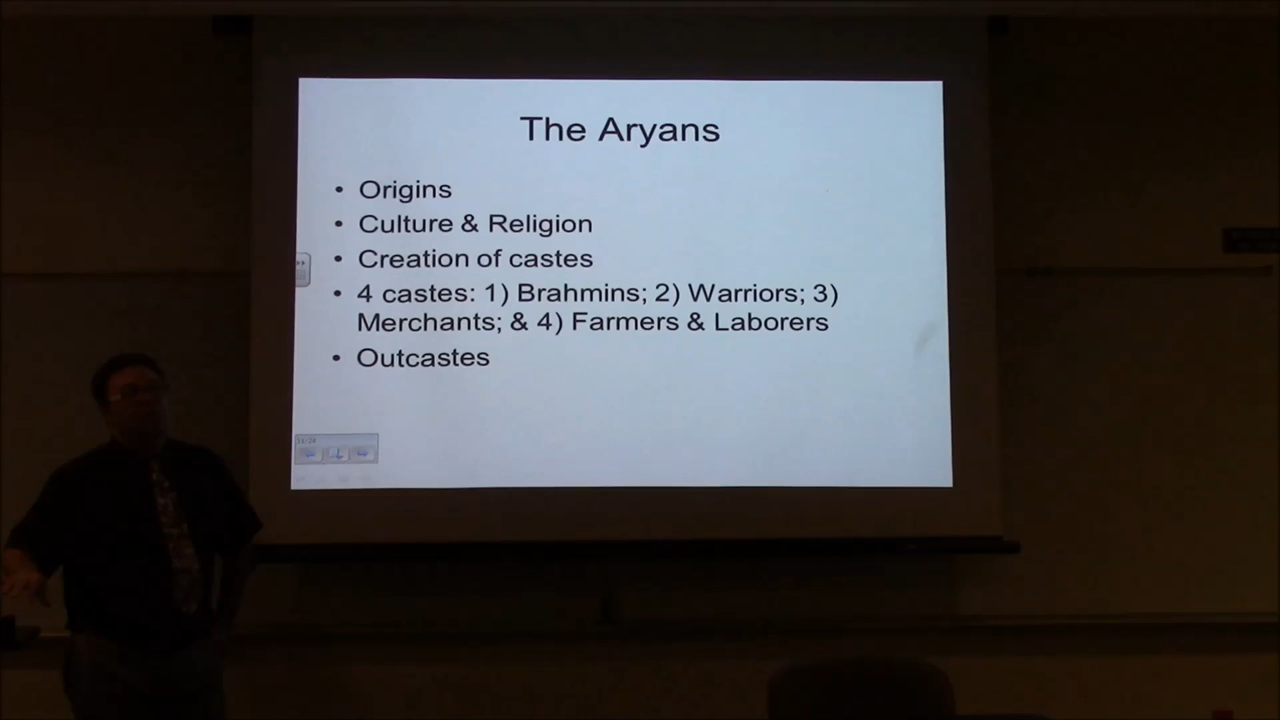 The Aryans
• Origins
• Culture & Religion
• Creation of castes
• 4 castes: 1) Brahmins; 2) Warriors; 3)
Merchants; & 4) Farmers & Laborers
• Outcastes